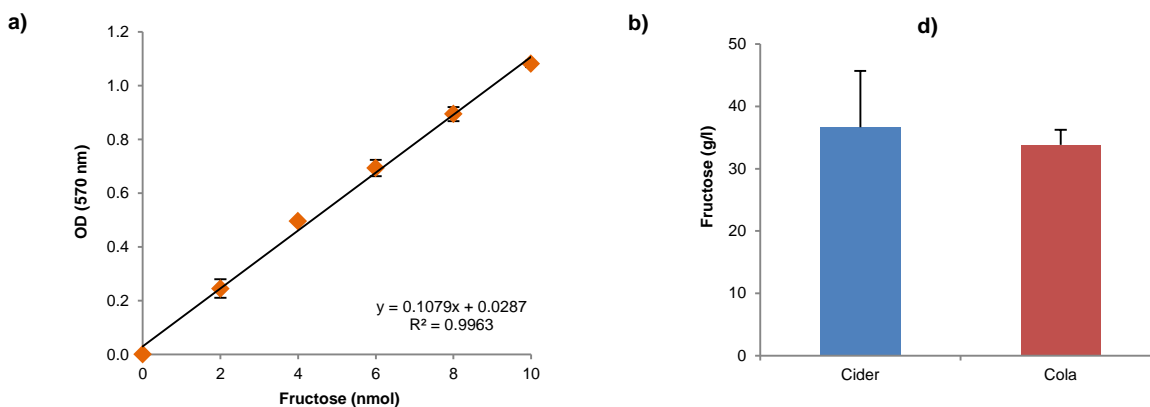 a)
1.2
1.0
0.8
0.6
0.4
0.2
0.0
OD (570 nm)
y = 0.1079x + 0.0287
R² = 0.9963
0 2 4 6 8 10
Fructose (nmol)
b)
d)
50
40
30
20
10
0
Fructose (g/l)
Cider Cola